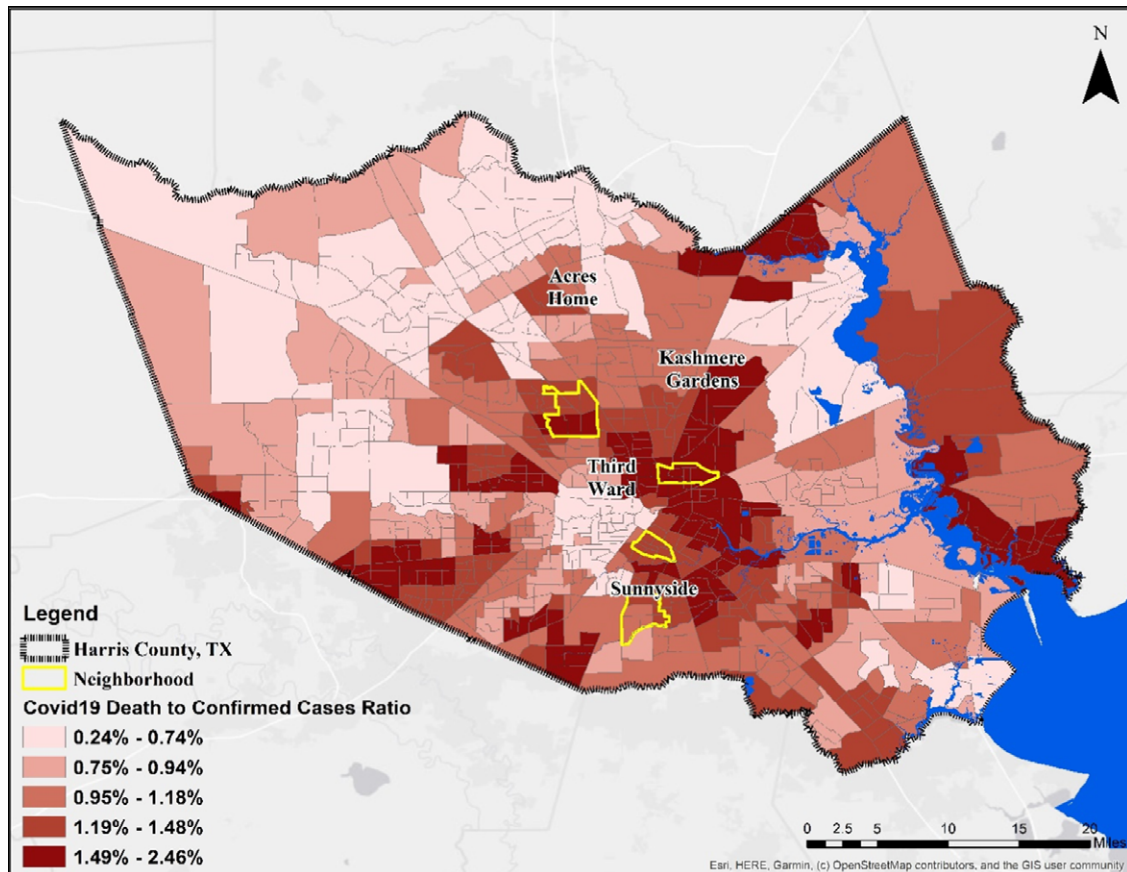 N
Acres
Home
Kashmere
Gardens
Third
Ward
Sunnyside
Legend
Harris County, TX
Neighborhood
Covid19 Death to Confirmed Cases Ratio
0.24% - 0.74%
0.75% - 0.94%
0.95% - 1.18%
1.19% - 1.48%
1.49% - 2.46%
0 2.5 5 10 15 20
Miles
Esri, HERE, Garmin, (c) OpenStreetMap contributors, and the GIS user community